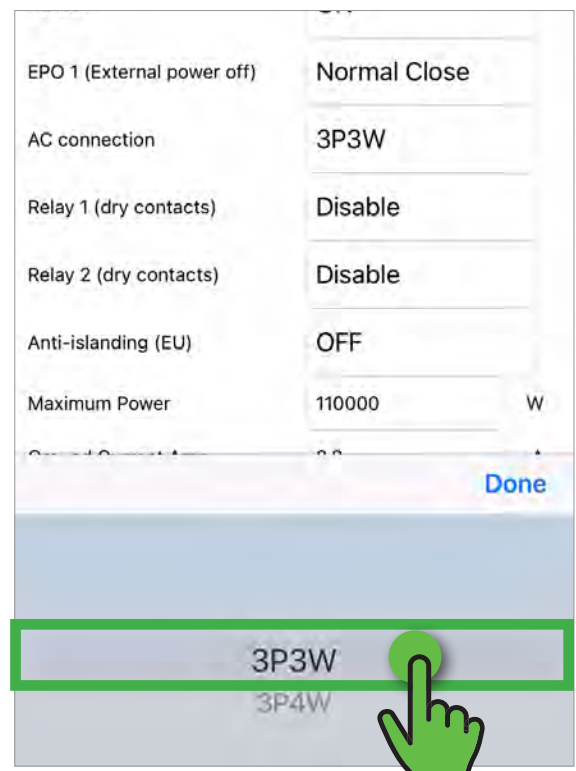 EPO 1 (External power off) Normal Close
AC connection 3P3W
Relay 1 (dry contacts) Disable
Relay 2 (dry contacts) Disable
Anti-islanding (EU) OFF
Maximum Power 110000 W
Done
3P3W
3P4W